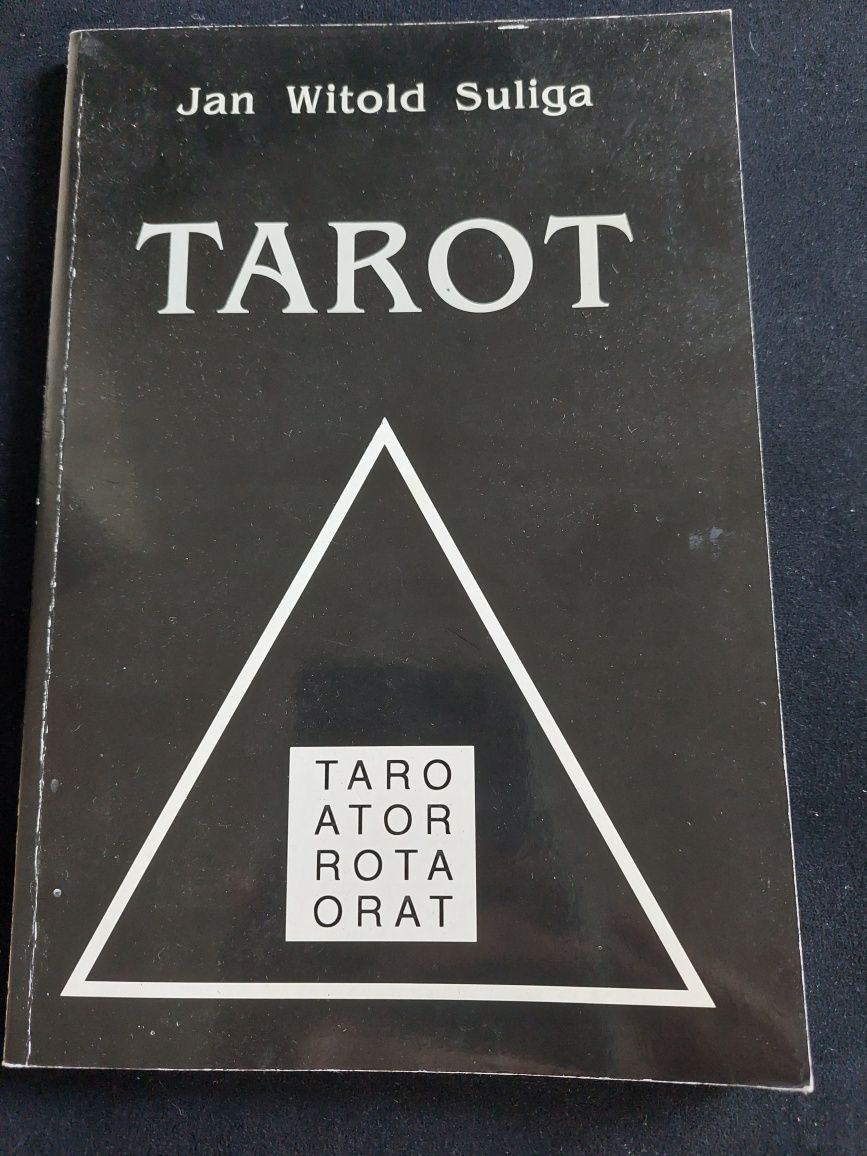 Jan Witold Suliga
TAROT
TARO
ATOR
ROTA
ORAT